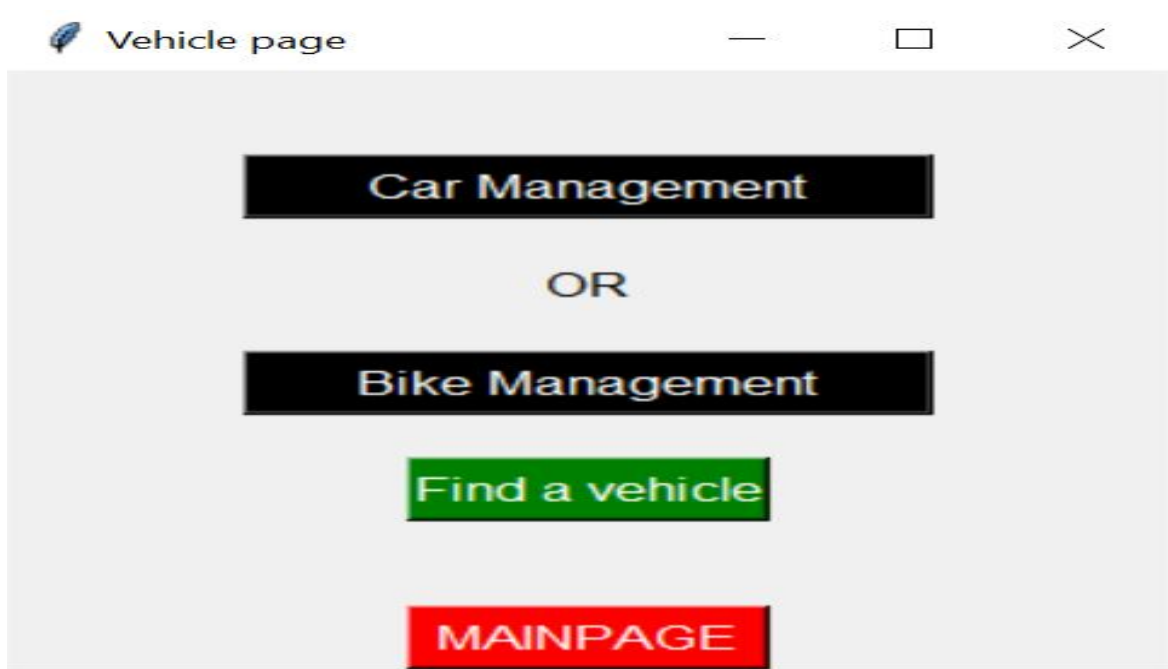 Vehicle page
Car Management
OR
Bike Management
Find a vehicle
MAINPAGE